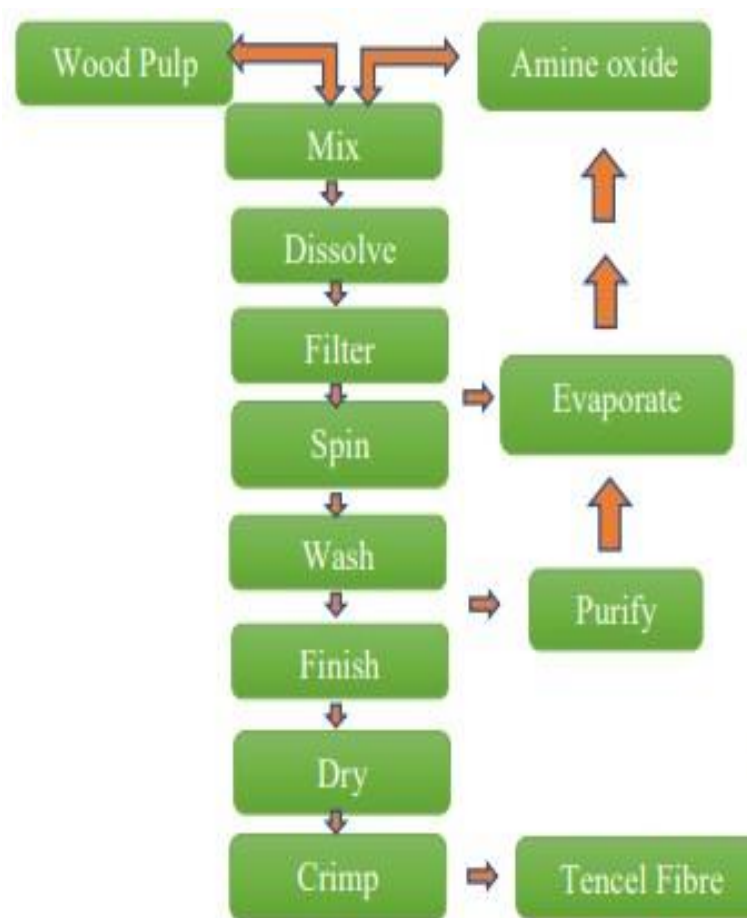 Wood Pulp
Amine oxide
Mix
Dissolve
Filter
Evaporate
Spin
Wash
Purify
Finish
Dry
Crimp
Tencel Fibre